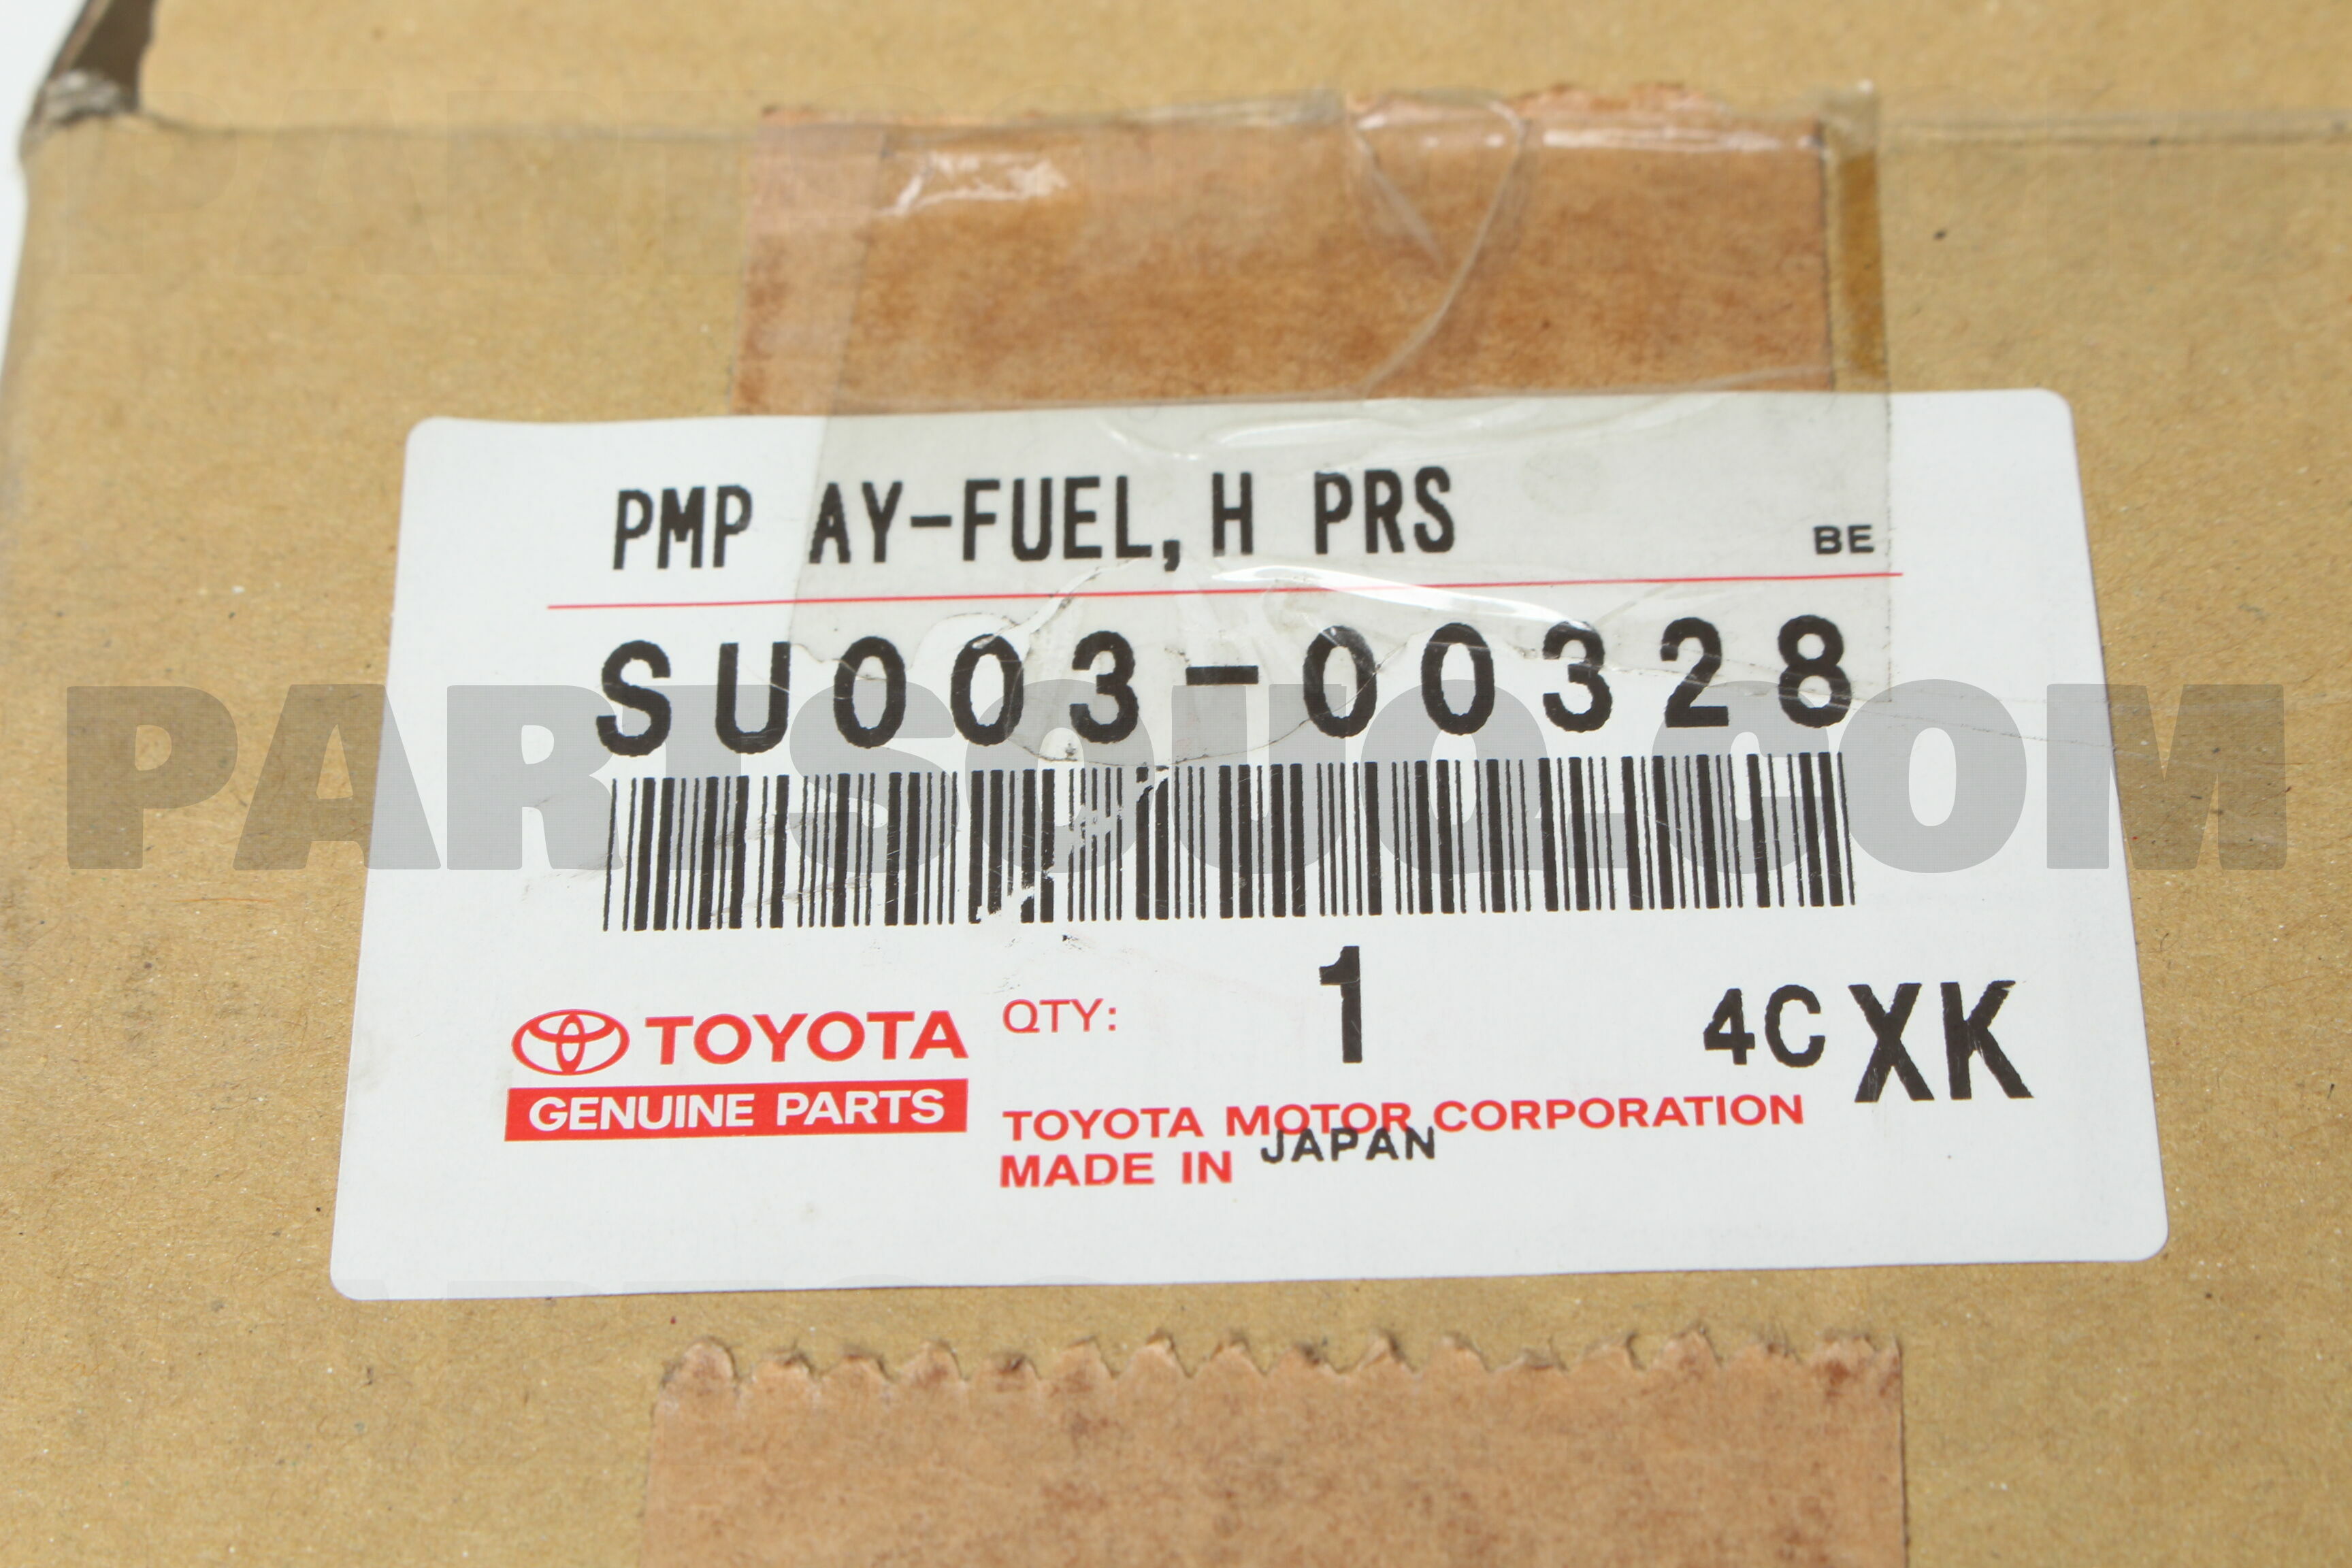 PMP AY-FUEL, H PRS BE
SU003-00328
PARTSOUQ.COM
QTY: 1 4C XK
TOYOTA
GENUINE PARTS
TOYOTA MOTOR CORPORATION
MADE IN JAPAN